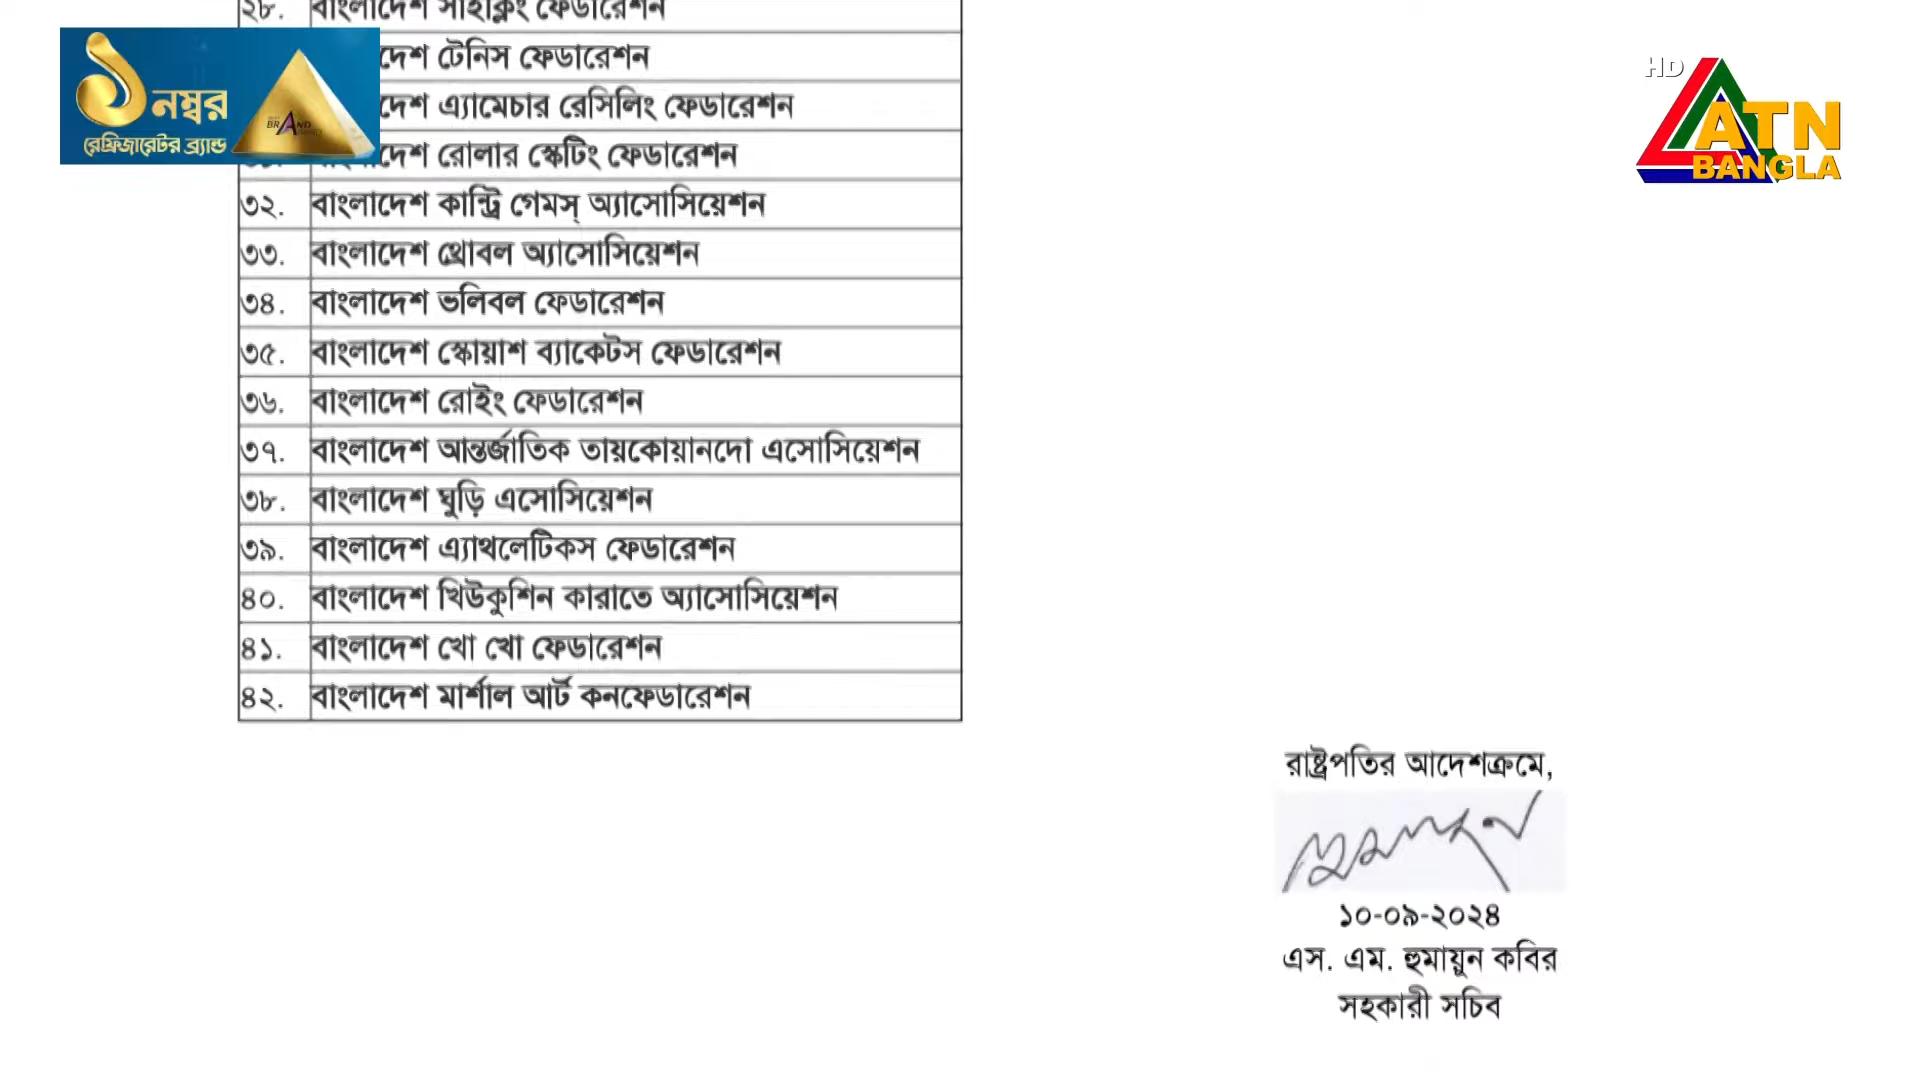 ২৮. বাংলাদেশ সাইক্লিং ফেডারেশন
দেশ টেনিস ফেডারেশন
দেশ এ্যামেচার রেসিলিং ফেডারেশন
দেশ রোলার স্কেটিং ফেডারেশন
৩২. বাংলাদেশ কান্ট্রি গেমস্ অ্যাসোসিয়েশন
৩৩. বাংলাদেশ থ্রোবল অ্যাসোসিয়েশন
৩৪. বাংলাদেশ ভলিবল ফেডারেশন
৩৫. বাংলাদেশ স্কোয়াশ ব্যাকেটস ফেডারেশন
৩৬. বাংলাদেশ রোইং ফেডারেশন
৩৭. বাংলাদেশ আন্তর্জাতিক তায়কোয়ানদো এসোসিয়েশন
৩৮. বাংলাদেশ ঘুড়ি এসোসিয়েশন
৩৯. বাংলাদেশ এ্যাথলেটিকস ফেডারেশন
৪০. বাংলাদেশ খিউকুশিন কারাতে অ্যাসোসিয়েশন
৪১. বাংলাদেশ খো খো ফেডারেশন
৪২. বাংলাদেশ মার্শাল আর্ট কনফেডারেশন
১ নম্বর
রেফ্রিজারেটর ব্র্যান্ড
BRAND
HD
ATN
BANGLA
রাষ্ট্রপতির আদেশক্রমে,
১০-০৯-২০২৪
এস. এম. হুমায়ুন কবির
সহকারী সচিব